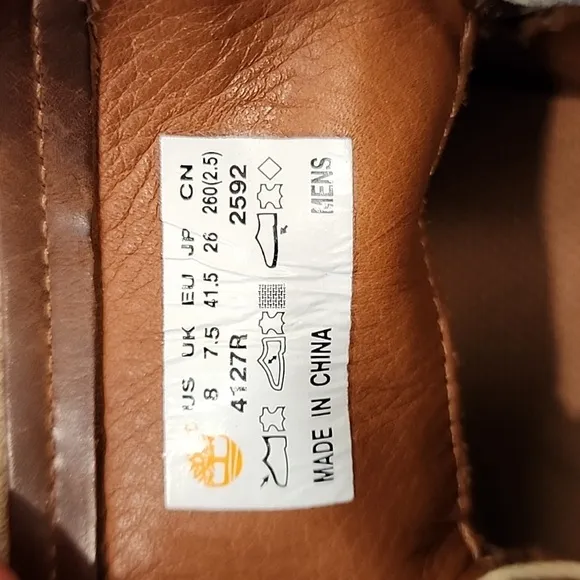 US UK EU JP CN
8 7.5 41.5 26 260(2.5)
4127R 2592
MADE IN CHINA MENS